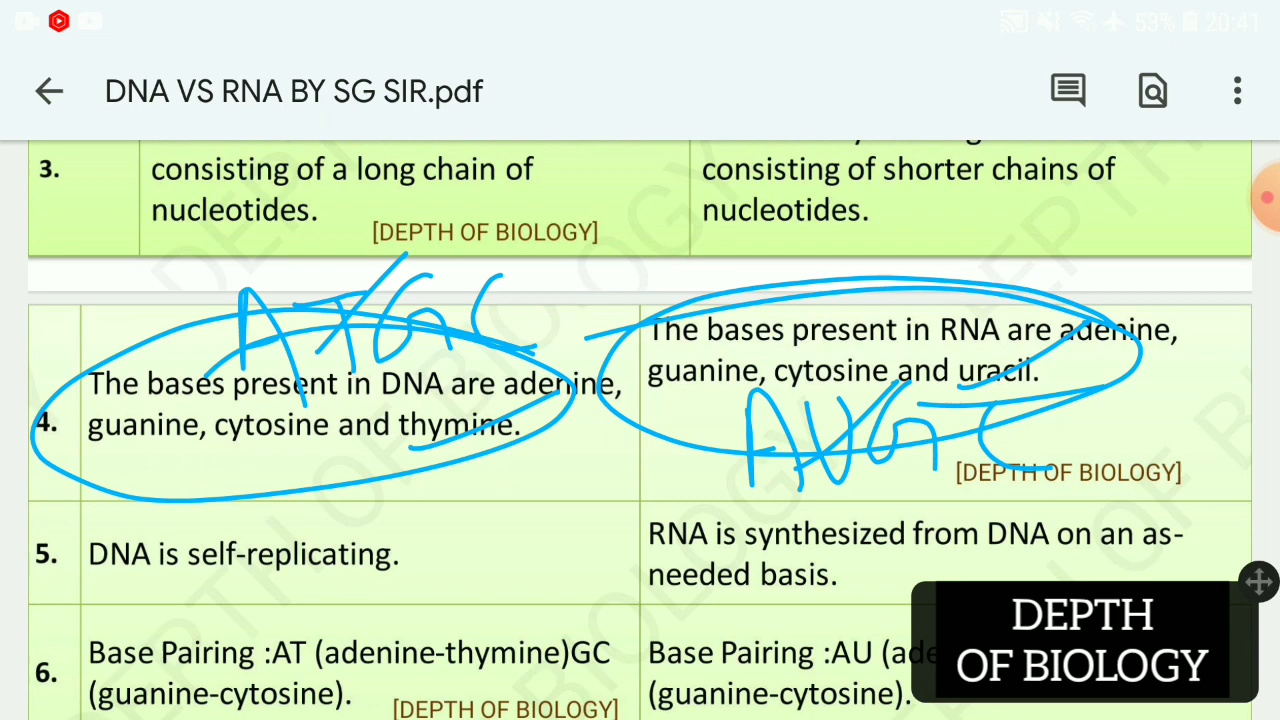 53% 20:41
DNA VS RNA BY SG SIR.pdf
3.
consisting of a long chain of
nucleotides.
[DEPTH OF BIOLOGY]
consisting of shorter chains of
nucleotides.
ATGC
4.
The bases present in DNA are adenine,
guanine, cytosine and thymine.
The bases present in RNA are adenine,
guanine, cytosine and uracil.
AUGC
[DEPTH OF BIOLOGY]
5.
DNA is self-replicating.
RNA is synthesized from DNA on an as-
needed basis.
6.
Base Pairing :AT (adenine-thymine)GC
(guanine-cytosine).
[DEPTH OF BIOLOGY]
Base Pairing :AU
(guanine-cytosine).
DEPTH
OF BIOLOGY